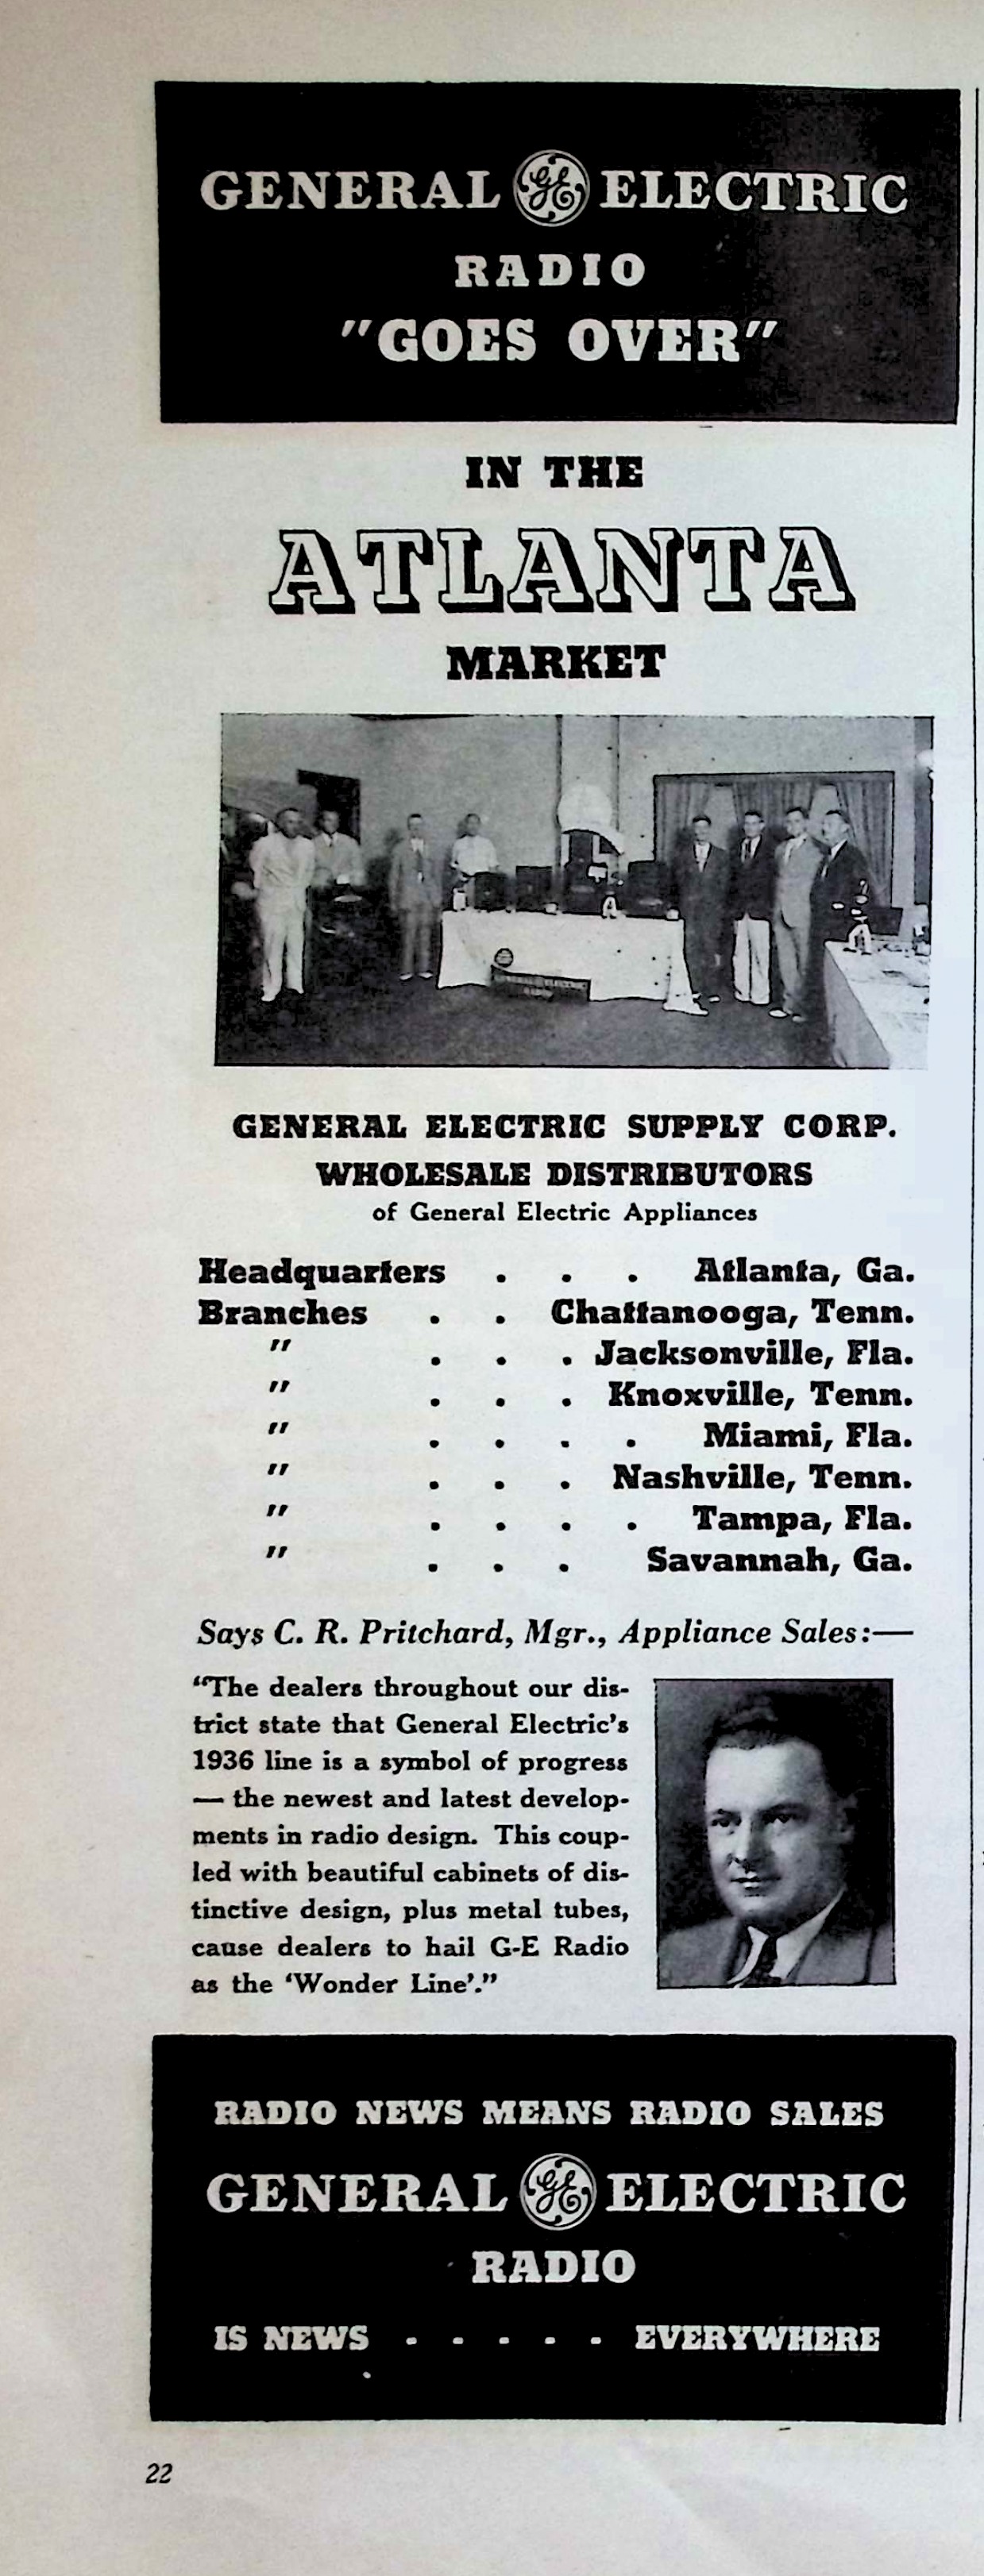 GENERAL GE ELECTRIC
RADIO
"GOES OVER"
IN THE
ATLANTA
MARKET
GENERAL ELECTRIC SUPPLY CORP.
WHOLESALE DISTRIBUTORS
of General Electric Appliances
Headquarters . . . Atlanta, Ga.
Branches . . Chattanooga, Tenn.
" . . . Jacksonville, Fla.
" . . . Knoxville, Tenn.
" . . . . Miami, Fla.
" . . . Nashville, Tenn.
" . . . . Tampa, Fla.
" . . . Savannah, Ga.
Says C. R. Pritchard, Mgr., Appliance Sales:—
“The dealers throughout our dis-
trict state that General Electric’s
1936 line is a symbol of progress
— the newest and latest develop-
ments in radio design. This coup-
led with beautiful cabinets of dis-
tinctive design, plus metal tubes,
cause dealers to hail G-E Radio
as the ‘Wonder Line’.”
RADIO NEWS MEANS RADIO SALES
GENERAL GE ELECTRIC
RADIO
IS NEWS . . . . . EVERYWHERE
22